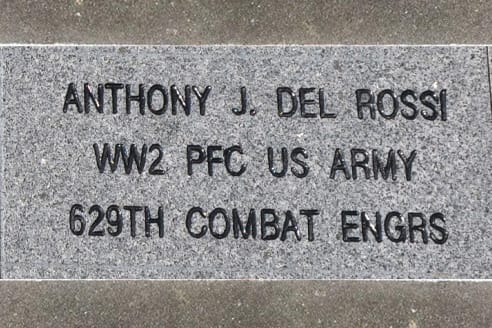 ANTHONY J. DEL ROSSI
WW2 PFC US ARMY
629TH COMBAT ENGRS